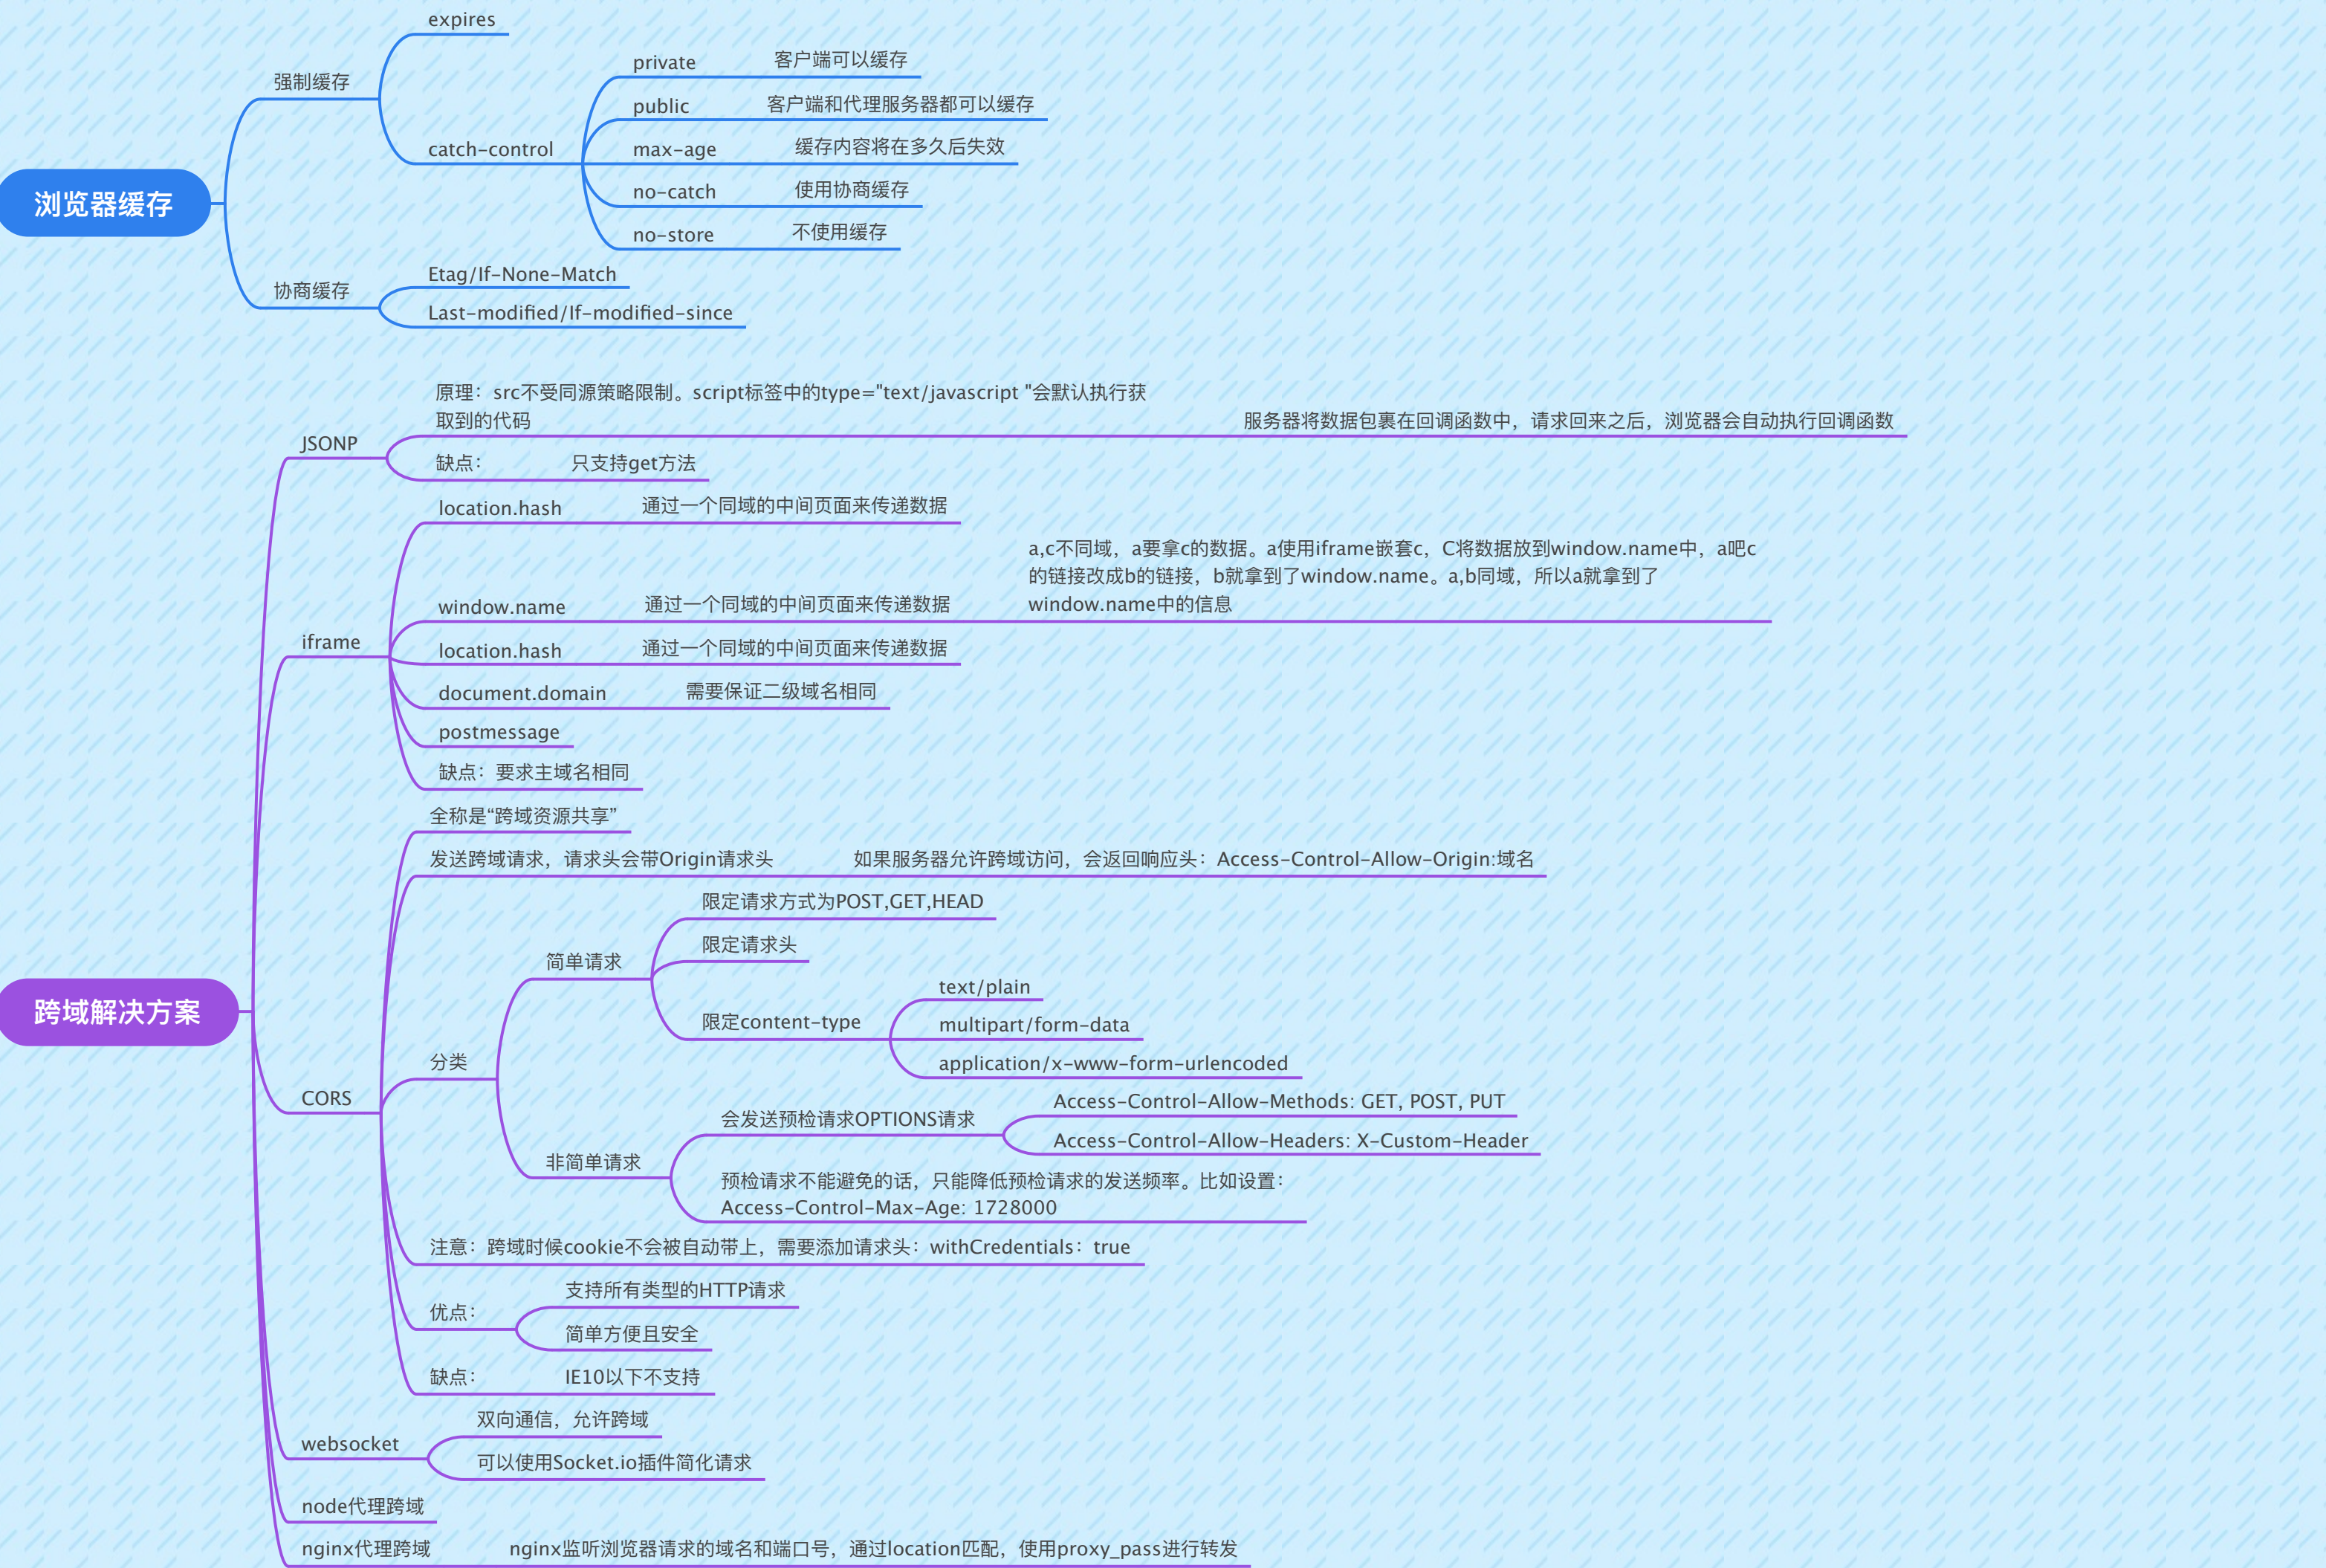 浏览器缓存
强制缓存
expires
catch-control
private
客户端可以缓存
public
客户端和代理服务器都可以缓存
max-age
缓存内容将在多久后失效
no-catch
使用协商缓存
no-store
不使用缓存
协商缓存
Etag/If-None-Match
Last-modified/If-modified-since
跨域解决方案
JSONP
原理：src不受同源策略限制。script标签中的type="text/javascript "会默认执行获
取到的代码
服务器将数据包裹在回调函数中，请求回来之后，浏览器会自动执行回调函数
缺点：
只支持get方法
iframe
location.hash
通过一个同域的中间页面来传递数据
window.name
通过一个同域的中间页面来传递数据
a,c不同域，a要拿c的数据。a使用iframe嵌套c，C将数据放到window.name中，a吧c
的链接改成b的链接，b就拿到了window.name。a,b同域，所以a就拿到了
window.name中的信息
location.hash
通过一个同域的中间页面来传递数据
document.domain
需要保证二级域名相同
postmessage
缺点：要求主域名相同
CORS
全称是“跨域资源共享”
发送跨域请求，请求头会带Origin请求头
如果服务器允许跨域访问，会返回响应头：Access-Control-Allow-Origin:域名
分类
简单请求
限定请求方式为POST,GET,HEAD
限定请求头
限定content-type
text/plain
multipart/form-data
application/x-www-form-urlencoded
非简单请求
会发送预检请求OPTIONS请求
Access-Control-Allow-Methods: GET, POST, PUT
Access-Control-Allow-Headers: X-Custom-Header
预检请求不能避免的话，只能降低预检请求的发送频率。比如设置：
Access-Control-Max-Age: 1728000
注意：跨域时候cookie不会被自动带上，需要添加请求头：withCredentials：true
优点：
支持所有类型的HTTP请求
简单方便且安全
缺点：
IE10以下不支持
websocket
双向通信，允许跨域
可以使用Socket.io插件简化请求
node代理跨域
nginx代理跨域
nginx监听浏览器请求的域名和端口号，通过location匹配，使用proxy_pass进行转发